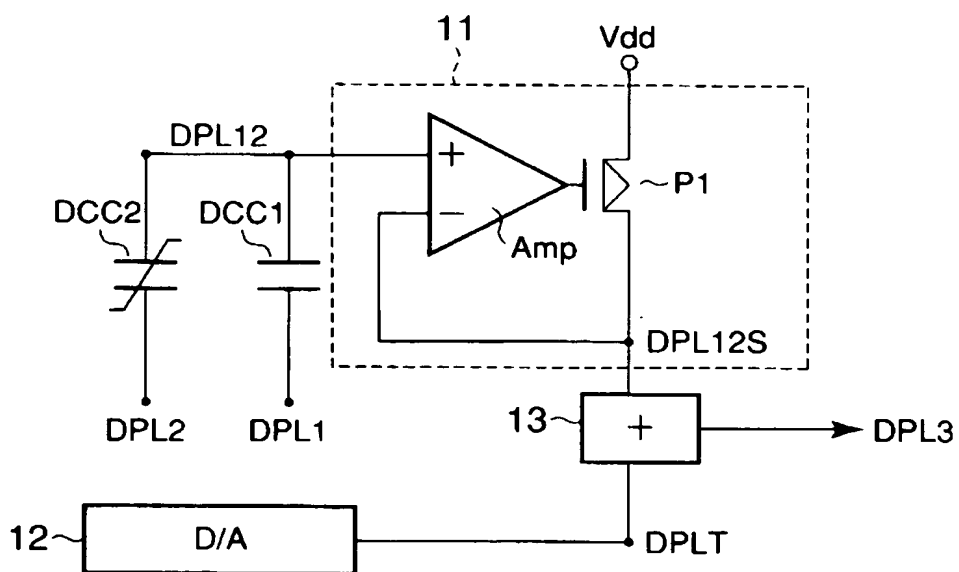 11
Vdd
DPL12
+
P1
DCC2
DCC1
−
Amp
DPL12S
DPL2
DPL1
13
+
DPL3
12
D/A
DPLT